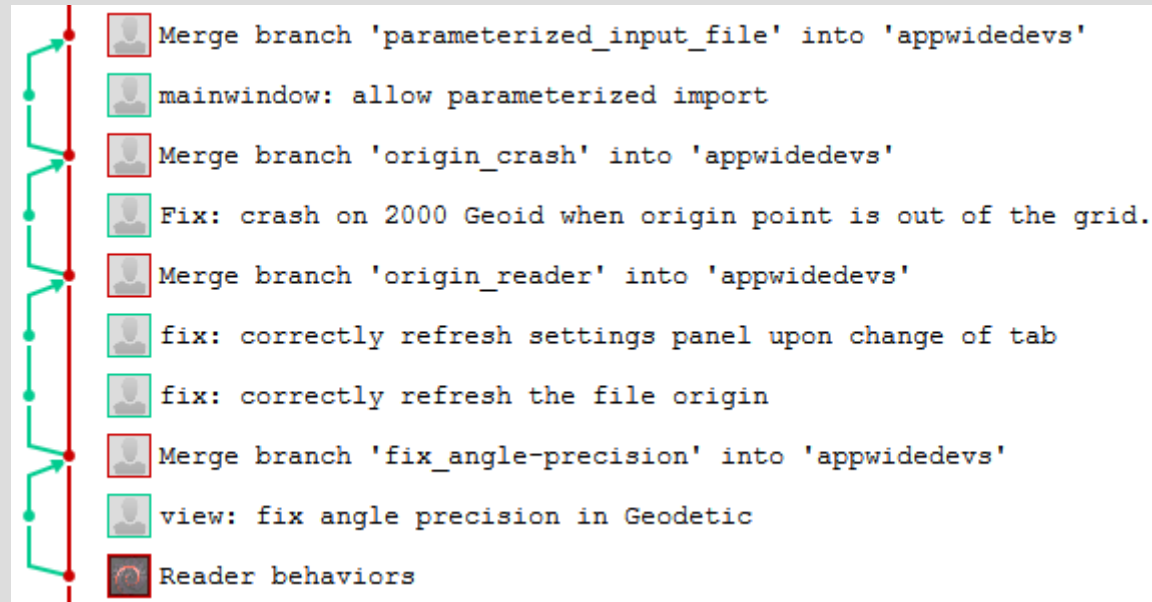 Merge branch 'parameterized_input_file' into 'appwidedevs'
mainwindow: allow parameterized import
Merge branch 'origin_crash' into 'appwidedevs'
Fix: crash on 2000 Geoid when origin point is out of the grid.
Merge branch 'origin_reader' into 'appwidedevs'
fix: correctly refresh settings panel upon change of tab
fix: correctly refresh the file origin
Merge branch 'fix_angle-precision' into 'appwidedevs'
view: fix angle precision in Geodetic
Reader behaviors